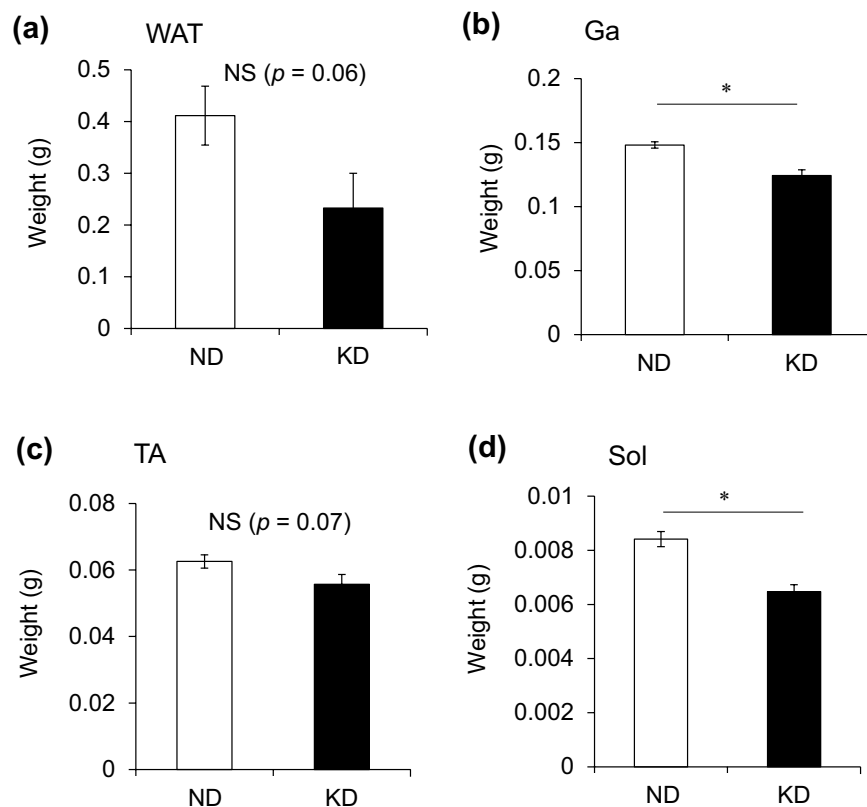 (a)
WAT
NS (p = 0.06)
0.5
0.4
0.3
0.2
0.1
0
Weight (g)
ND
KD
(b)
Ga
*
0.2
0.15
0.1
0.05
0
Weight (g)
ND
KD
(c)
TA
NS (p = 0.07)
0.08
0.06
0.04
0.02
0
Weight (g)
ND
KD
(d)
Sol
*
0.01
0.008
0.006
0.004
0.002
0
Weight (g)
ND
KD